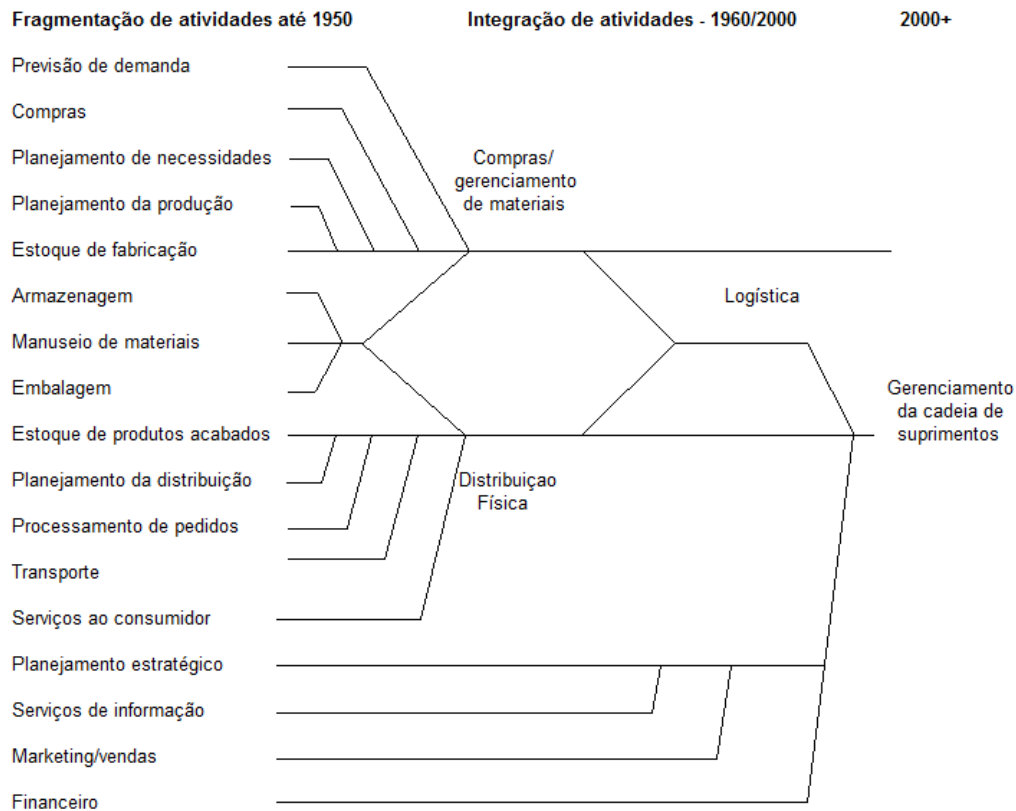 Fragmentação de atividades até 1950
Integração de atividades - 1960/2000
2000+
Previsão de demanda
Compras
Planejamento de necessidades
Planejamento da produção
Estoque de fabricação
Armazenagem
Manuseio de materiais
Embalagem
Estoque de produtos acabados
Planejamento da distribuição
Processamento de pedidos
Transporte
Serviços ao consumidor
Planejamento estratégico
Serviços de informação
Marketing/vendas
Financeiro
Compras/
gerenciamento
de materiais
Distribuiçao
Física
Logística
Gerenciamento
da cadeia de
suprimentos